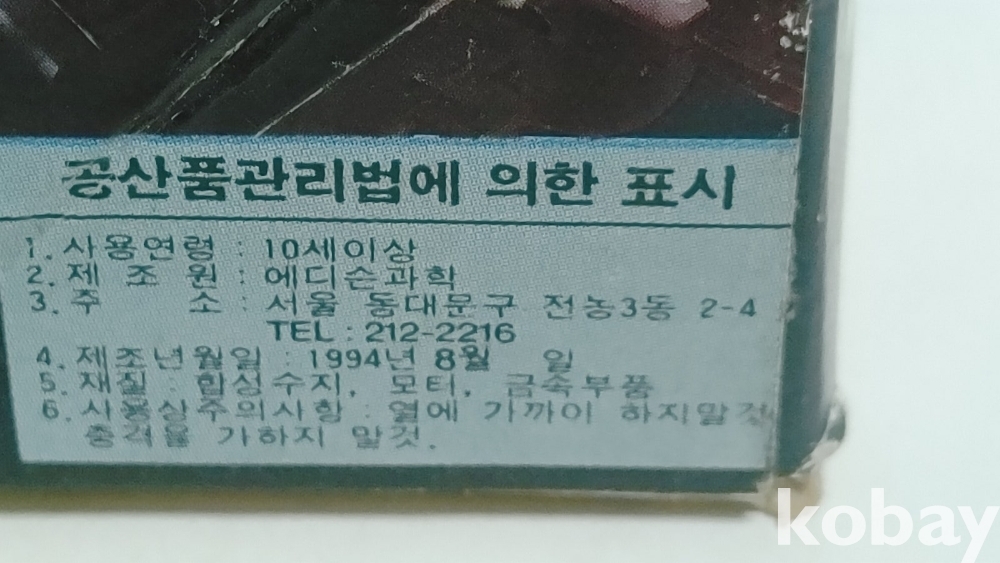 공산품관리법에 의한 표시
1. 사용연령 : 10세이상
2. 제 조 원 : 에디슨과학
3. 주 소 : 서울 동대문구 전농3동 2-4
TEL : 212-2216
4. 제조년월일 : 1994년 8월 일
5. 재질 : 합성수지, 모터, 금속부품
6. 사용상주의사항 : 열에 가까이 하지말것
충격을 가하지 말것.
kobay